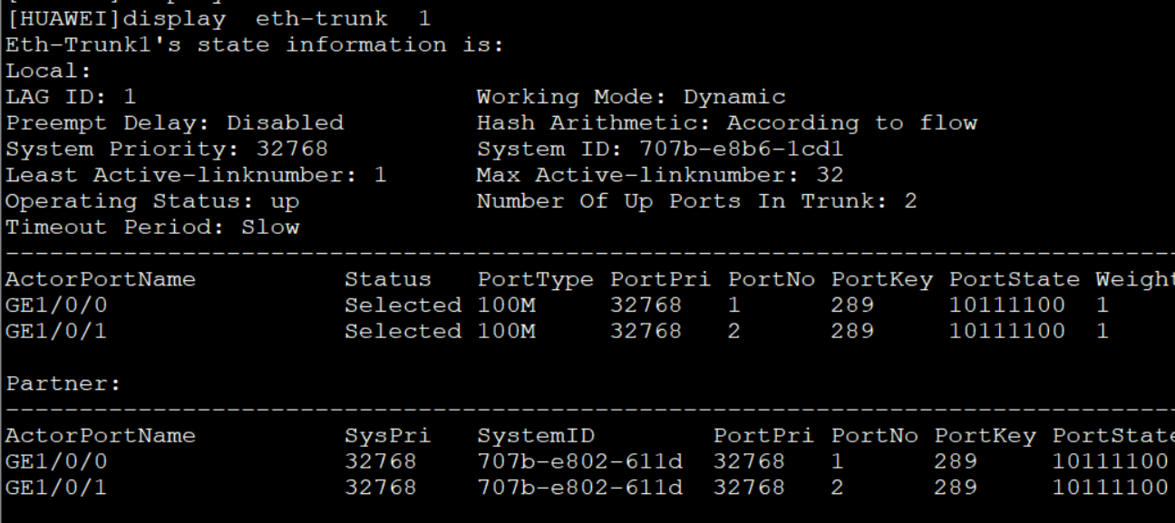 [HUAWEI]display eth-trunk 1
Eth-Trunk1's state information is:
Local:
LAG ID: 1 Working Mode: Dynamic
Preempt Delay: Disabled Hash Arithmetic: According to flow
System Priority: 32768 System ID: 707b-e8b6-1cd1
Least Active-linknumber: 1 Max Active-linknumber: 32
Operating Status: up Number Of Up Ports In Trunk: 2
Timeout Period: Slow
--------------------------------------------------------------------------------
ActorPortName Status PortType PortPri PortNo PortKey PortState Weight
GE1/0/0 Selected 100M 32768 1 289 10111100 1
GE1/0/1 Selected 100M 32768 2 289 10111100 1
Partner:
--------------------------------------------------------------------------------
ActorPortName SysPri SystemID PortPri PortNo PortKey PortState
GE1/0/0 32768 707b-e802-611d 32768 1 289 10111100
GE1/0/1 32768 707b-e802-611d 32768 2 289 10111100